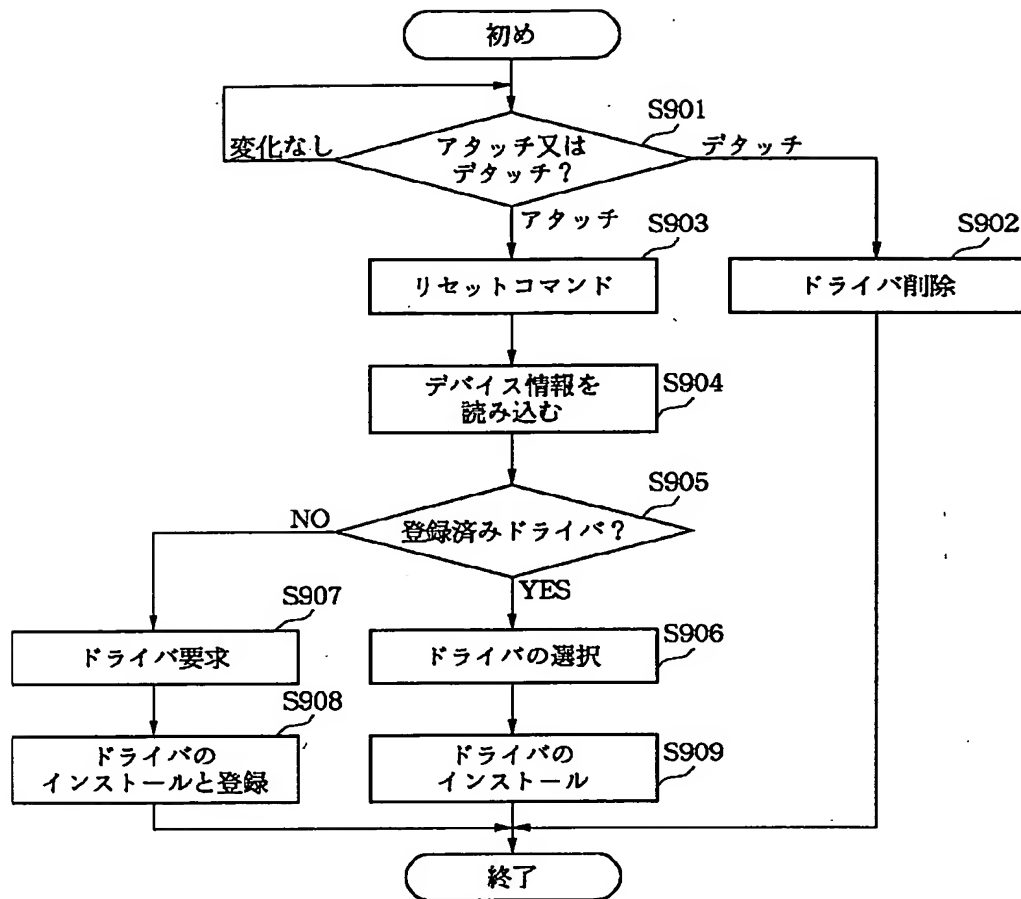 初め
S901
変化なし
アタッチ又は
デタッチ？
デタッチ
アタッチ
S903
S902
リセットコマンド
ドライバ削除
デバイス情報を
読み込む
S904
S905
NO
登録済みドライバ？
YES
S907
S906
ドライバ要求
ドライバの選択
S908
ドライバの
インストールと登録
ドライバの
インストール
S909
終了